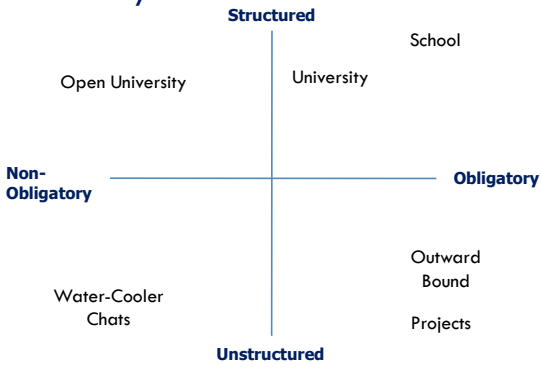 Structured
School
Open University
University
Non-
Obligatory
Obligatory
Outward
Bound
Water-Cooler
Chats
Projects
Unstructured